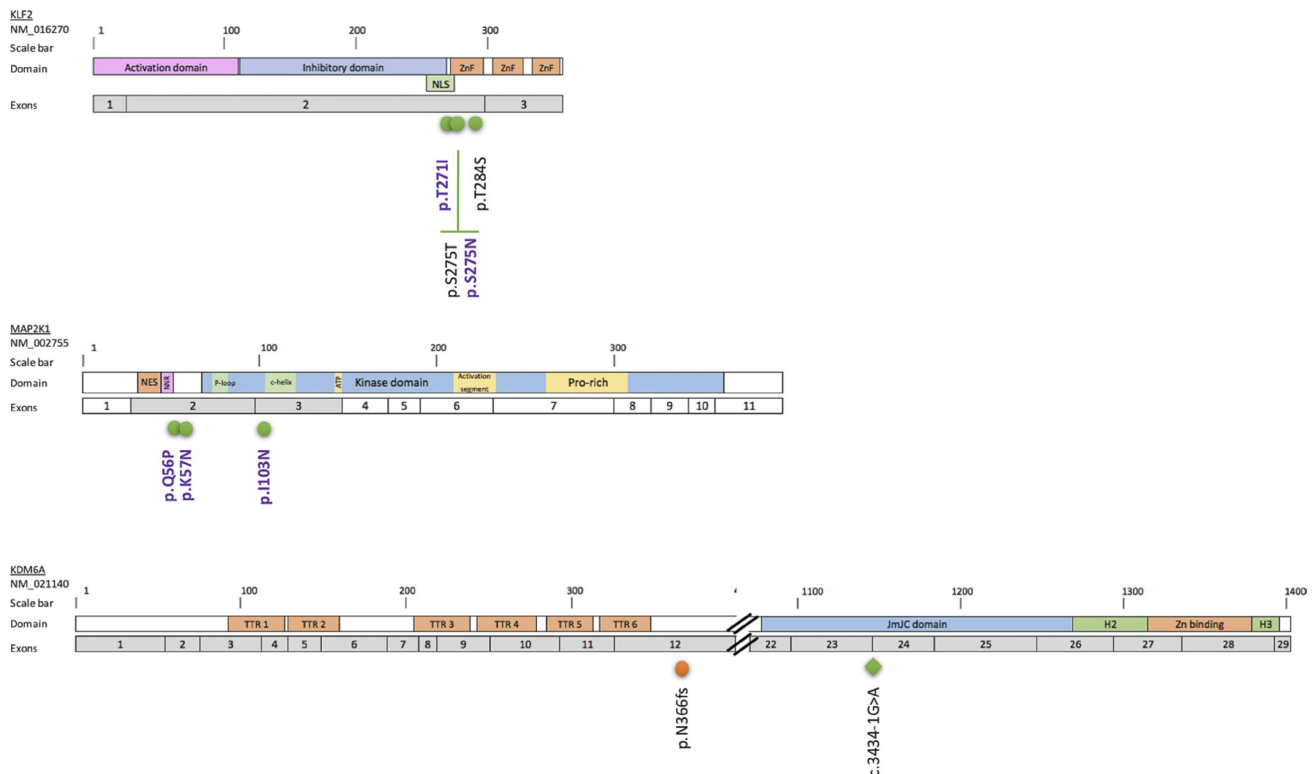 KLF2
NM_016270
Scale bar
1 100 200 300
Domain
Activation domain Inhibitory domain ZnF ZnF ZnF
NLS
Exons
1 2 3
p.T271I
p.T284S
p.S275T
p.S275N
MAP2K1
NM_002755
Scale bar
1 100 200 300
Domain
NES NNR P-loop c-helix ATP Kinase domain Activation segment Pro-rich
Exons
1 2 3 4 5 6 7 8 9 10 11
p.Q56P
p.K57N
p.I103N
KDM6A
NM_021140
Scale bar
1 100 200 300 1100 1200 1300 1400
Domain
TTR 1 TTR 2 TTR 3 TTR 4 TTR 5 TTR 6 JmJC domain H2 Zn binding H3
Exons
1 2 3 4 5 6 7 8 9 10 11 12 22 23 24 25 26 27 28 29
p.N366fs
c.3434-1G>A